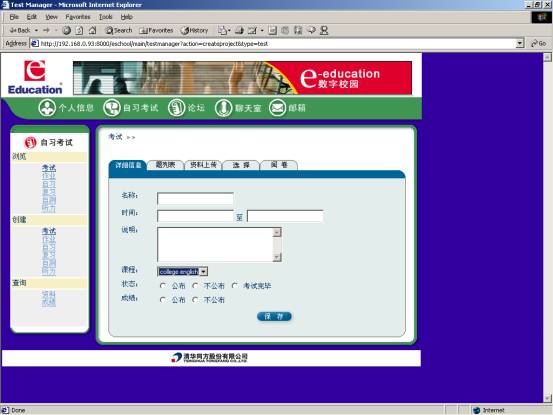 Test Manager - Microsoft Internet Explorer
File Edit View Favorites Tools Help
Back Search Favorites History
Address http://192.168.0.93:8000/eschool/main/testmanager?action=createproject&type=test Go
e Education e-education
数字校园
个人信息 自习考试 论坛 聊天室 邮箱
自习考试
考试 >>
浏览
考试
作业
自习
复习
自测
听力
创建
考试
作业
自习
复习
自测
听力
查询
资料
成绩
详细信息 题列表 资料上传 选择 阅卷
名称:
时间: 至
说明:
课程: college english
状态: 公布 不公布 考试完毕
成绩: 公布 不公布
保存
清华同方股份有限公司
TSINGHUA TONGFANG CO.,LTD.
Done Internet